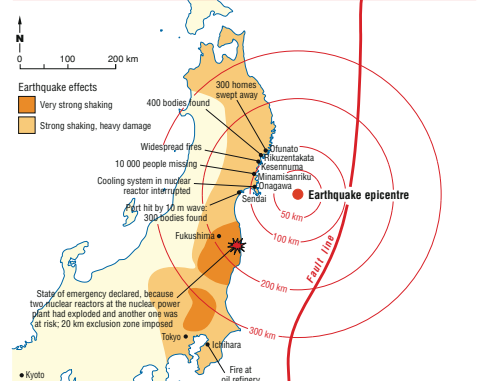 N
0 100 200 km
Earthquake effects
Very strong shaking
Strong shaking, heavy damage
300 homes
swept away
400 bodies found
Widespread fires
10 000 people missing
Cooling system in nuclear
reactor interrupted
Port hit by 10 m wave:
300 bodies found
Ofunato
Rikuzentakata
Kesennuma
Minamisanriku
Onagawa
Sendai
Earthquake epicentre
50 km
100 km
200 km
300 km
Fault line
Fukushima
State of emergency declared, because
two nuclear reactors at the nuclear power
plant had exploded and another one was
at risk; 20 km exclusion zone imposed
Tokyo
Ichihara
Kyoto
Fire at
oil refinery